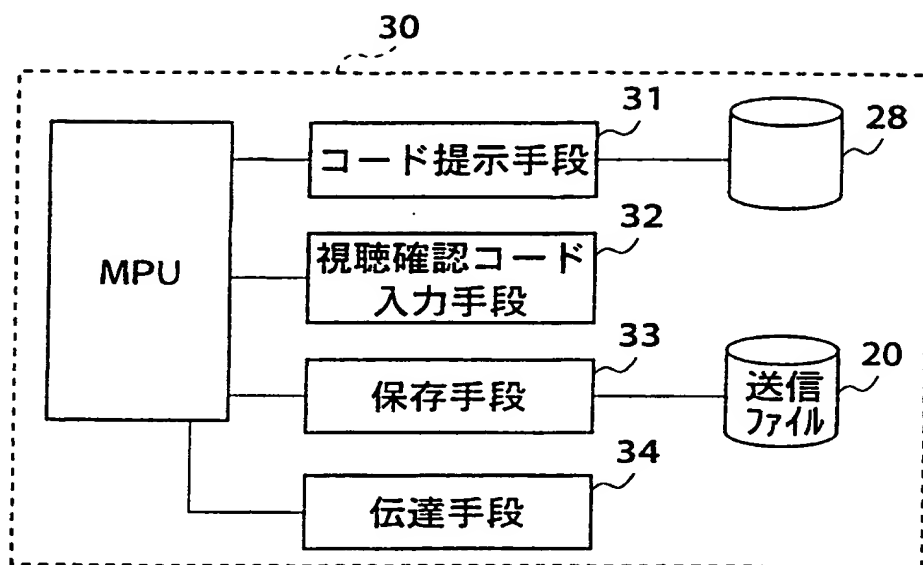 30
31
コード提示手段
28
MPU
32
視聴確認コード
入力手段
33
保存手段
送信
ファイル
20
34
伝達手段